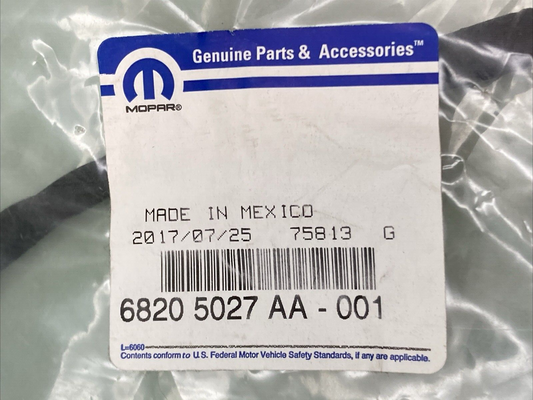 Genuine Parts & Accessories™
MOPAR®
MADE IN MEXICO
2017/07/25 75813 G
6820 5027 AA - 001
L=6060
Contents conform to U.S. Federal Motor Vehicle Safety Standards, if any are applicable.